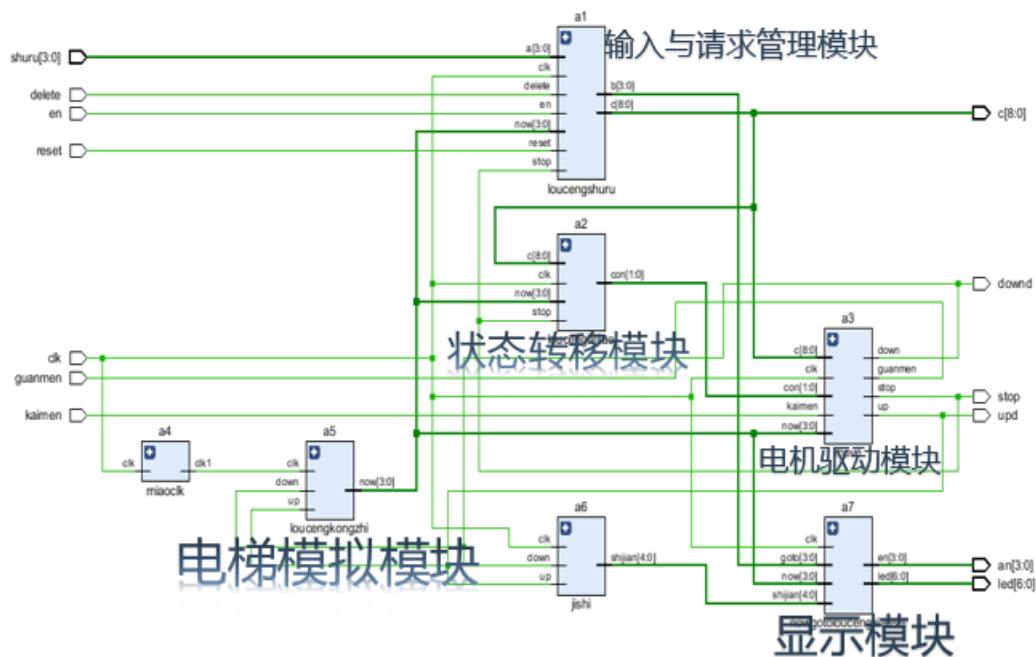 a1
输入与请求管理模块
shuru[3:0]
a[3:0]
clk
delete
delete
b[3:0]
en
en
c[8:0]
c[8:0]
now[3:0]
reset
reset
stop
loucengshuru
a2
c[8:0]
clk
con[1:0]
now[3:0]
stop
downd
状态转移模块
a3
clk
c[8:0]
down
guanmen
clk
guanmen
con[1:0]
stop
stop
kaimen
kaimen
up
upd
now[3:0]
电机驱动模块
a4
clk
clk1
miaoclk
a5
clk
down
now[3:0]
up
loucengkongzhi
电梯模拟模块
a6
clk
down
shijian[4:0]
up
jishi
a7
clk
goto[3:0]
en[3:0]
an[3:0]
now[3:0]
led[6:0]
led[6:0]
shijian[4:0]
显示模块